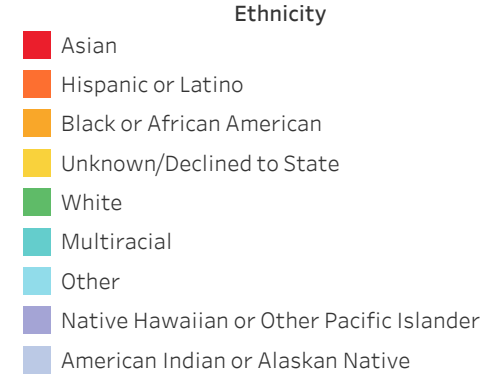 Ethnicity
Asian
Hispanic or Latino
Black or African American
Unknown/Declined to State
White
Multiracial
Other
Native Hawaiian or Other Pacific Islander
American Indian or Alaskan Native